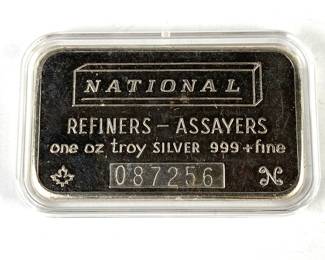 NATIONAL
REFINERS – ASSAYERS
one oz troy SILVER 999+fine
087256 N